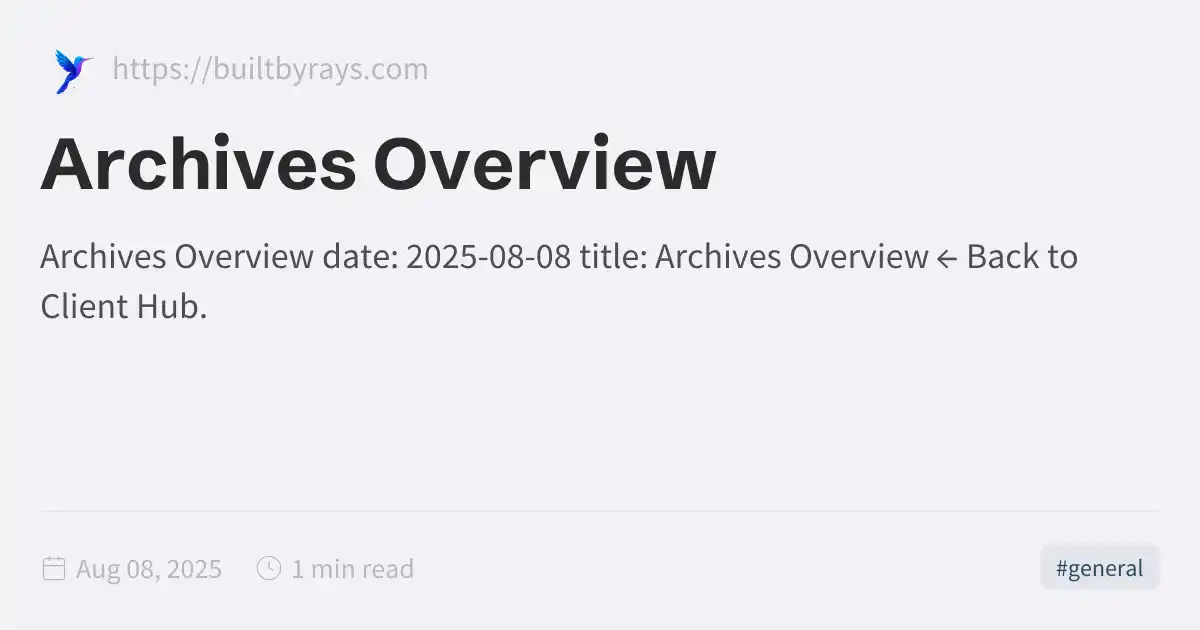 https://builtbyrays.com
Archives Overview
Archives Overview date: 2025-08-08 title: Archives Overview ← Back to
Client Hub.
Aug 08, 2025 1 min read #general